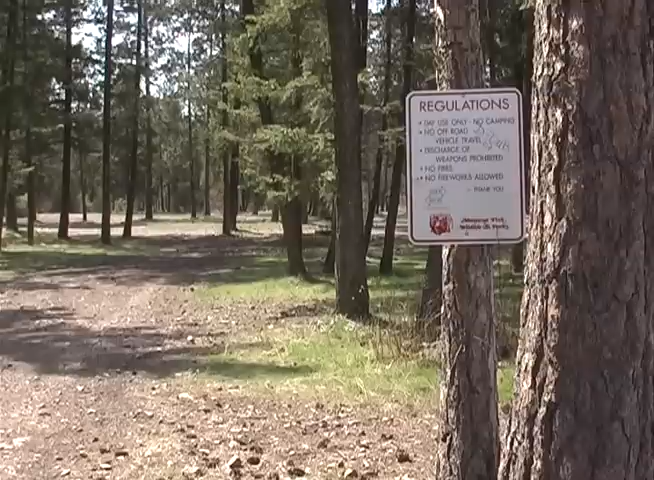 REGULATIONS
• DAY USE ONLY - NO CAMPING
• NO OFF ROAD
VEHICLE TRAVEL
• DISCHARGE OF
WEAPONS PROHIBITED
• NO FIRES
• NO FIREWORKS ALLOWED
- THANK YOU